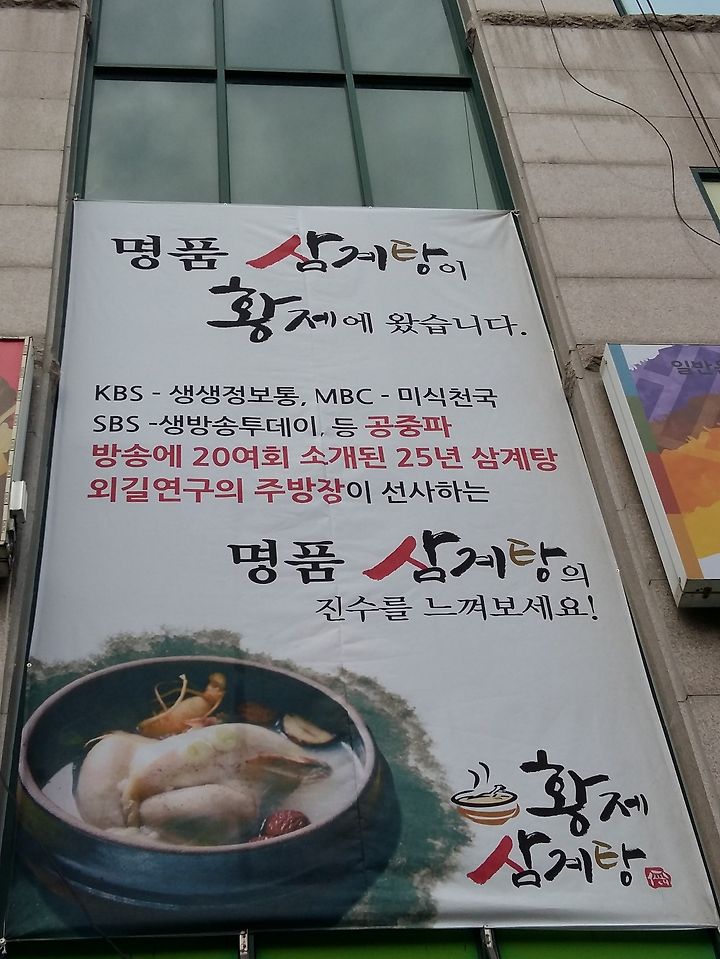 명품 삼계탕이
황제에 왔습니다.
KBS - 생생정보통, MBC - 미식천국
SBS -생방송투데이, 등 공중파
방송에 20여회 소개된 25년 삼계탕
외길연구의 주방장이 선사하는
명품 삼계탕의
진수를 느껴보세요!
황제
삼계탕
일반